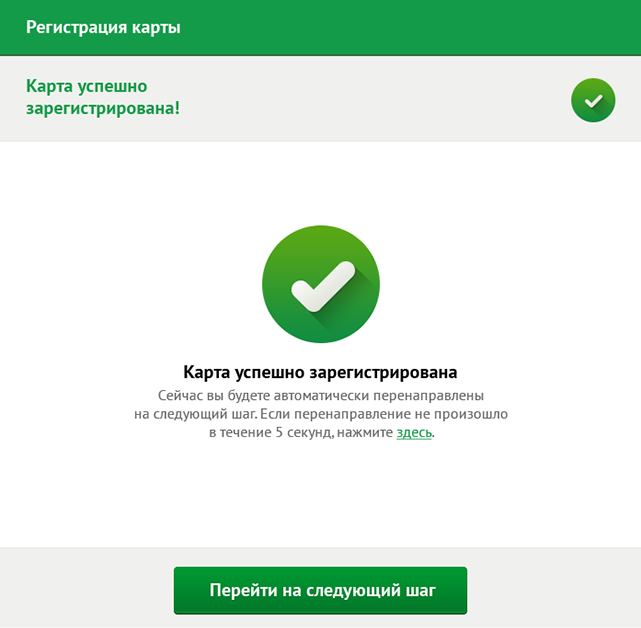 Регистрация карты
Карта успешно
зарегистрирована!
Карта успешно зарегистрирована
Сейчас вы будете автоматически перенаправлены
на следующий шаг. Если перенаправление не произошло
в течение 5 секунд, нажмите здесь.
Перейти на следующий шаг